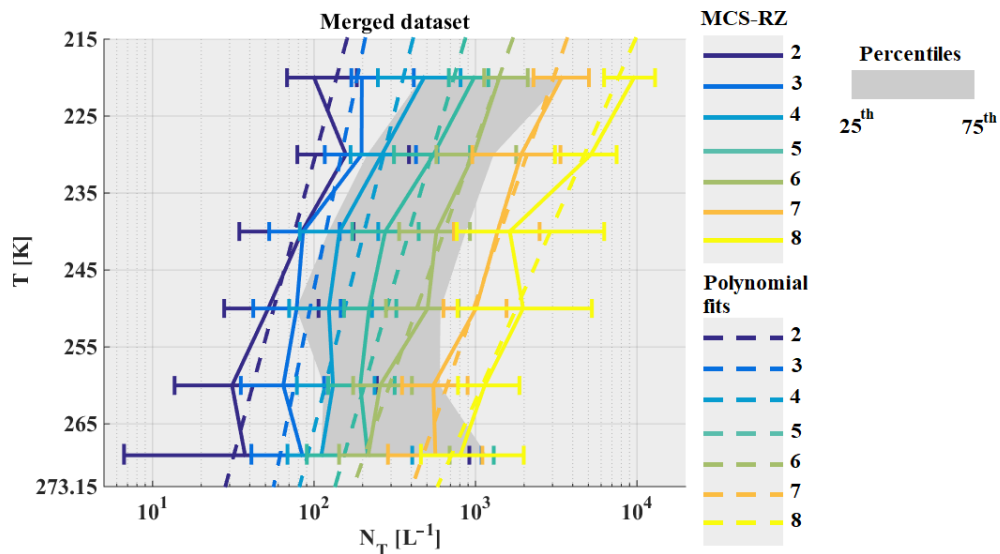 Merged dataset
215
225
235
245
255
265
273.15
T [K]
10^1
10^2
10^3
10^4
N_T [L^-1]
MCS-RZ
2
3
4
5
6
7
8
Polynomial
fits
2
3
4
5
6
7
8
Percentiles
25^th
75^th